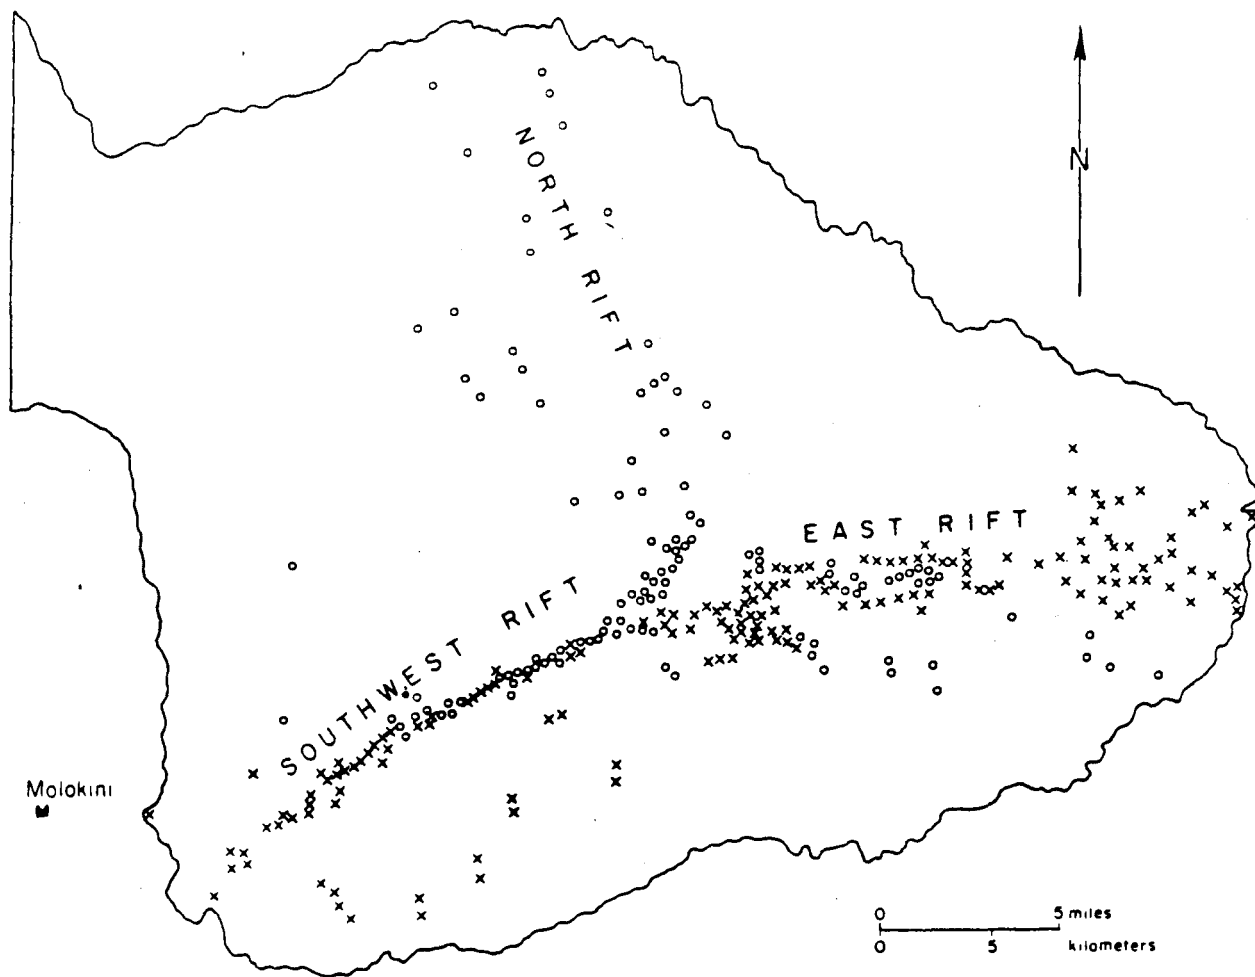 N
NORTH RIFT
EAST RIFT
SOUTHWEST RIFT
Molokini
0 5 miles
0 5 kilometers